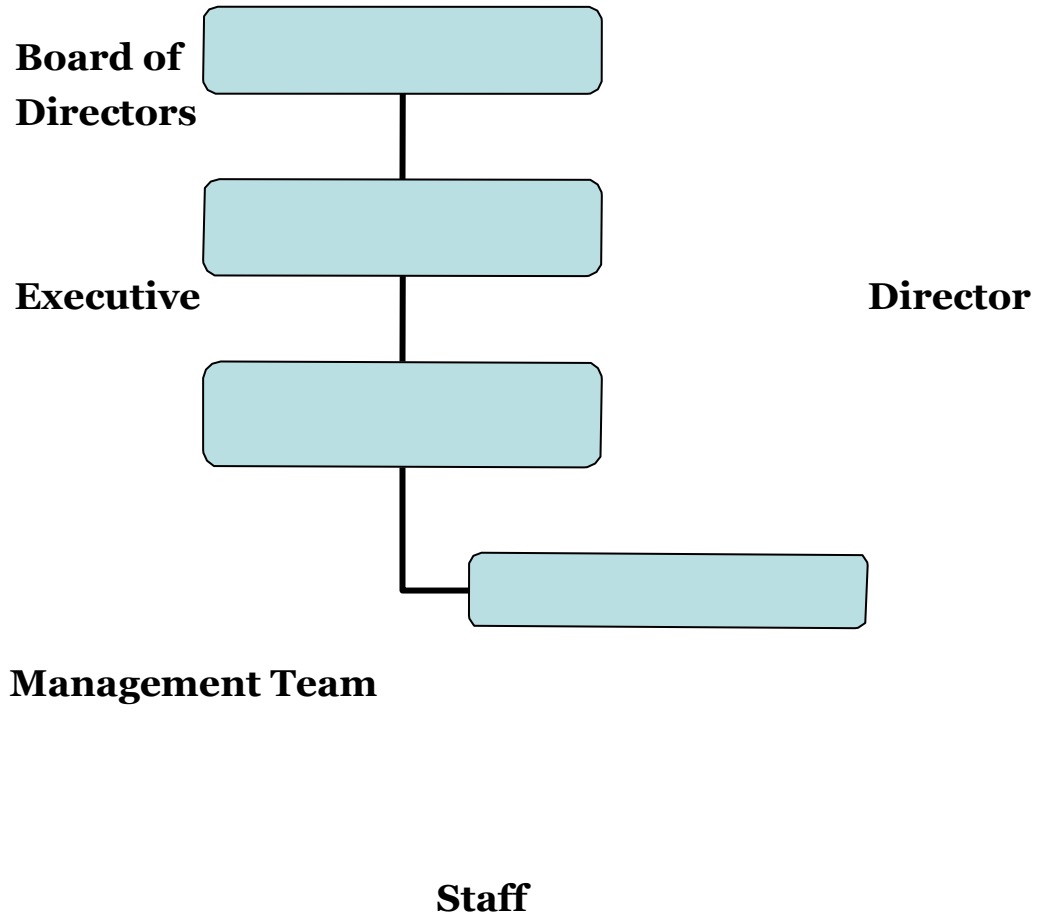 Board of
Directors
Executive Director
Management Team
Staff